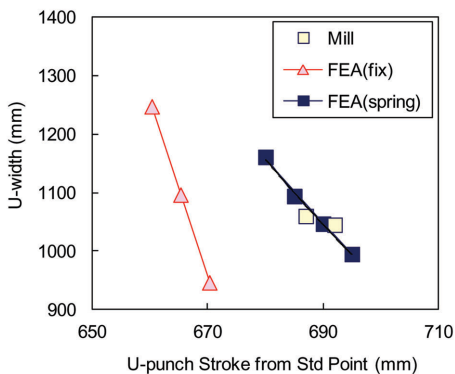 1400
1300
1200
1100
1000
900
U-width (mm)
Mill
FEA(fix)
FEA(spring)
650 670 690 710
U-punch Stroke from Std Point (mm)